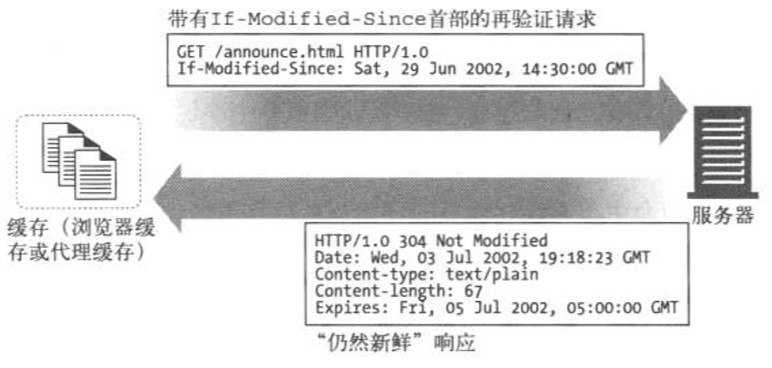 带有If-Modified-Since首部的再验证请求
GET /announce.html HTTP/1.0
If-Modified-Since: Sat, 29 Jun 2002, 14:30:00 GMT
缓存（浏览器缓
存或代理缓存）
服务器
HTTP/1.0 304 Not Modified
Date: Wed, 03 Jul 2002, 19:18:23 GMT
Content-type: text/plain
Content-length: 67
Expires: Fri, 05 Jul 2002, 05:00:00 GMT
“仍然新鲜”响应